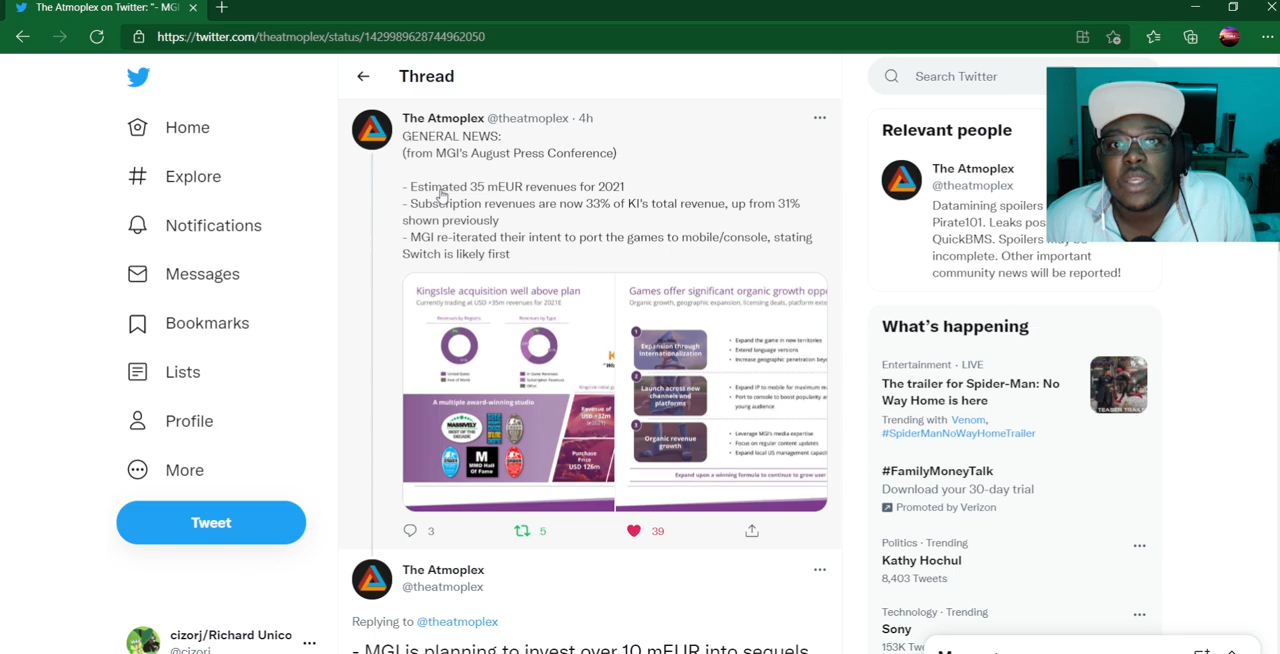 The Atmoplex on Twitter: "- MGI
https://twitter.com/theatmoplex/status/1429989628744962050
Home
Explore
Notifications
Messages
Bookmarks
Lists
Profile
More
Tweet
cizorj/Richard Unico
@cizorj
Thread
The Atmoplex @theatmoplex · 4h
GENERAL NEWS:
(from MGI's August Press Conference)
- Estimated 35 mEUR revenues for 2021
- Subscription revenues are now 33% of KI's total revenue, up from 31%
shown previously
- MGI re-iterated their intent to port the games to mobile/console, stating
Switch is likely first
KingsIsle acquisition well above plan
Currently trading at USD +35m revenues for 2021E
Revenues by Regions
Revenues by Type
United States
Rest of World
In Game Revenues
Subscription Revenues
Other
A multiple award-winning studio
MASSIVELY
BEST OF THE
DECADE
M
MMO Hall
Of Fame
Revenue of
USD +32m
Purchase
Price
USD 126m
Games offer significant organic growth oppo
Organic growth, geographic expansion, licensing deals, platform exte
1
Expansion through
internationalization
• Expand the game in new territories
• Extend language versions
• Increase geographic penetration bey
2
Launch across new
channels and
platforms
• Expand IP to mobile for maximum m
• Port to console to boost popularity a
young audience
3
Organic revenue
growth
• Leverage MGI's media expertise
• Focus on regular content updates
• Expand local US management capac
Expand upon a winning formula to continue to grow user
3
5
39
The Atmoplex
@theatmoplex
Replying to @theatmoplex
- MGI is planning to invest over 10 mEUR into sequels
Search Twitter
Relevant people
The Atmoplex
@theatmoplex
Datamining spoilers
Pirate101. Leaks pos
QuickBMS. Spoilers may be
incomplete. Other important
community news will be reported!
What's happening
Entertainment · LIVE
The trailer for Spider-Man: No
Way Home is here
Trending with Venom,
#SpiderManNoWayHomeTrailer
TEASER TRAIL
#FamilyMoneyTalk
Download your 30-day trial
Promoted by Verizon
Politics · Trending
Kathy Hochul
8,403 Tweets
Technology · Trending
Sony
153K Twe